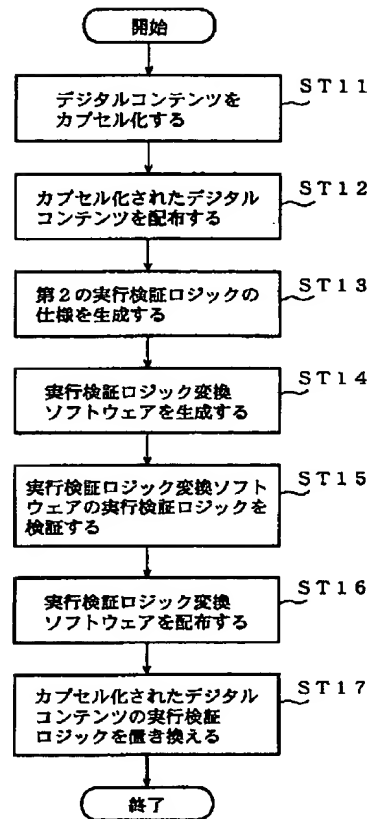 開始
デジタルコンテンツを
カプセル化する
ST11
カプセル化されたデジタル
コンテンツを配布する
ST12
第2の実行検証ロジックの
仕様を生成する
ST13
実行検証ロジック変換
ソフトウェアを生成する
ST14
実行検証ロジック変換ソフト
ウェアの実行検証ロジックを
検証する
ST15
実行検証ロジック変換
ソフトウェアを配布する
ST16
カプセル化されたデジタル
コンテンツの実行検証
ロジックを置き換える
ST17
終了